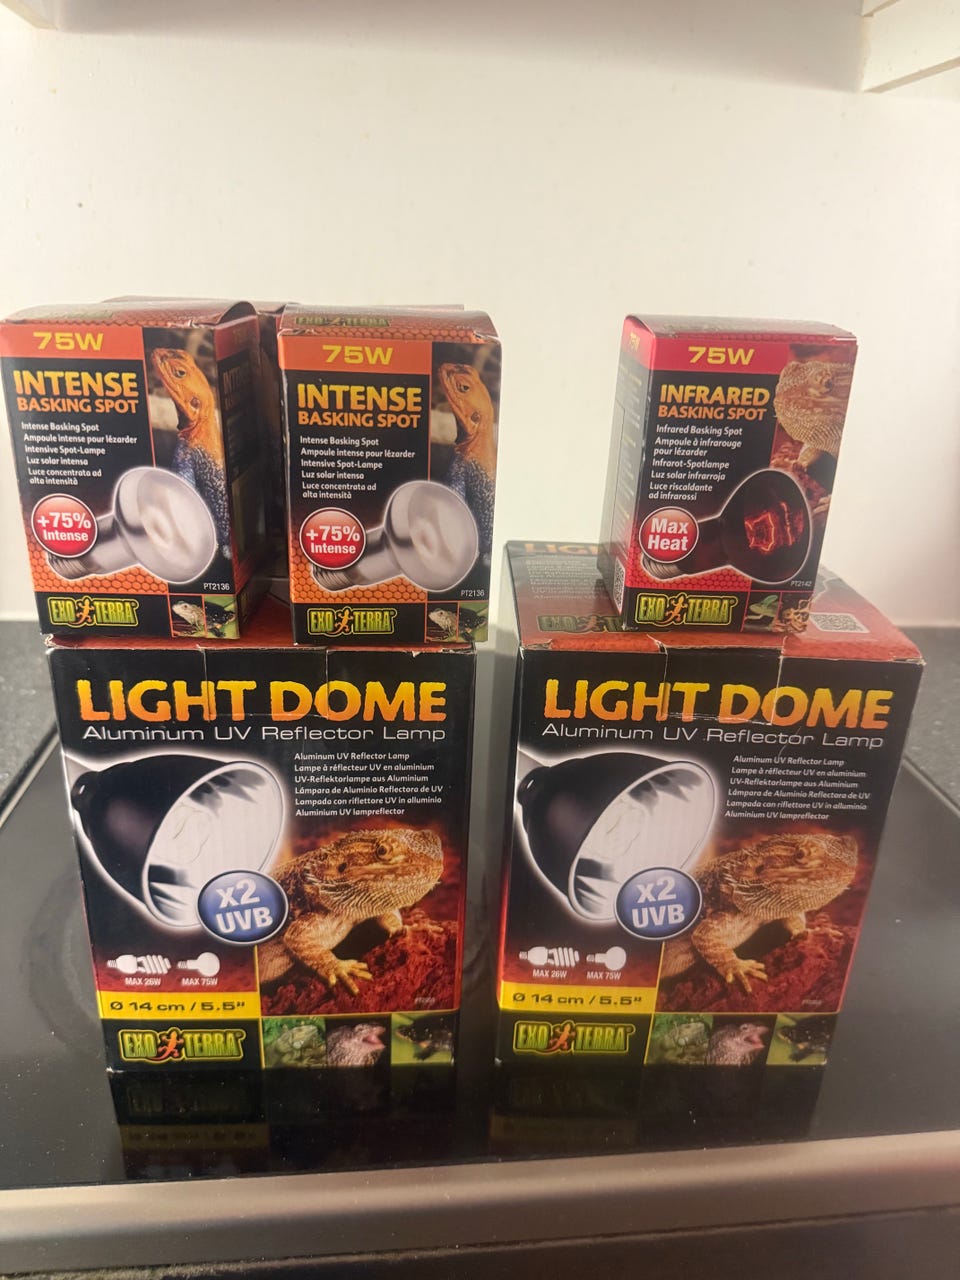 75W
INTENSE
BASKING SPOT
Intense Basking Spot
Ampoule intense pour lézarder
Intensive Spot-Lampe
Luz solar intensa
Luce concentrata ad
alta intensità
+75%
Intense
PT2136
EXO TERRA
EXO TERRA
75W
INTENSE
BASKING SPOT
Intense Basking Spot
Ampoule intense pour lézarder
Intensive Spot-Lampe
Luz solar intensa
Luce concentrata ad
alta intensità
+75%
Intense
PT2136
EXO TERRA
75W
INFRARED
BASKING SPOT
Infrared Basking Spot
Ampoule à infrarouge
pour lézarder
Infrarot-Spotlampe
Luz solar infrarroja
Luce riscaldante
ad infrarossi
Max
Heat
PT2142
EXO TERRA
LIGHT DOME
Aluminum UV Reflector Lamp
Aluminum UV Reflector Lamp
Lampe à réflecteur UV en aluminium
UV-Reflektorlampe aus Aluminium
Lámpara de Aluminio Reflectora de UV
Lampada con riflettore UV in alluminio
Aluminium UV lampreflector
x2
UVB
MAX 26W MAX 75W
Ø 14 cm / 5.5"
EXO TERRA
LIGHT DOME
Aluminum UV Reflector Lamp
Aluminum UV Reflector Lamp
Lampe à réflecteur UV en aluminium
UV-Reflektorlampe aus Aluminium
Lámpara de Aluminio Reflectora de UV
Lampada con riflettore UV in alluminio
Aluminium UV lampreflector
x2
UVB
MAX 26W MAX 75W
Ø 14 cm / 5.5"
EXO TERRA